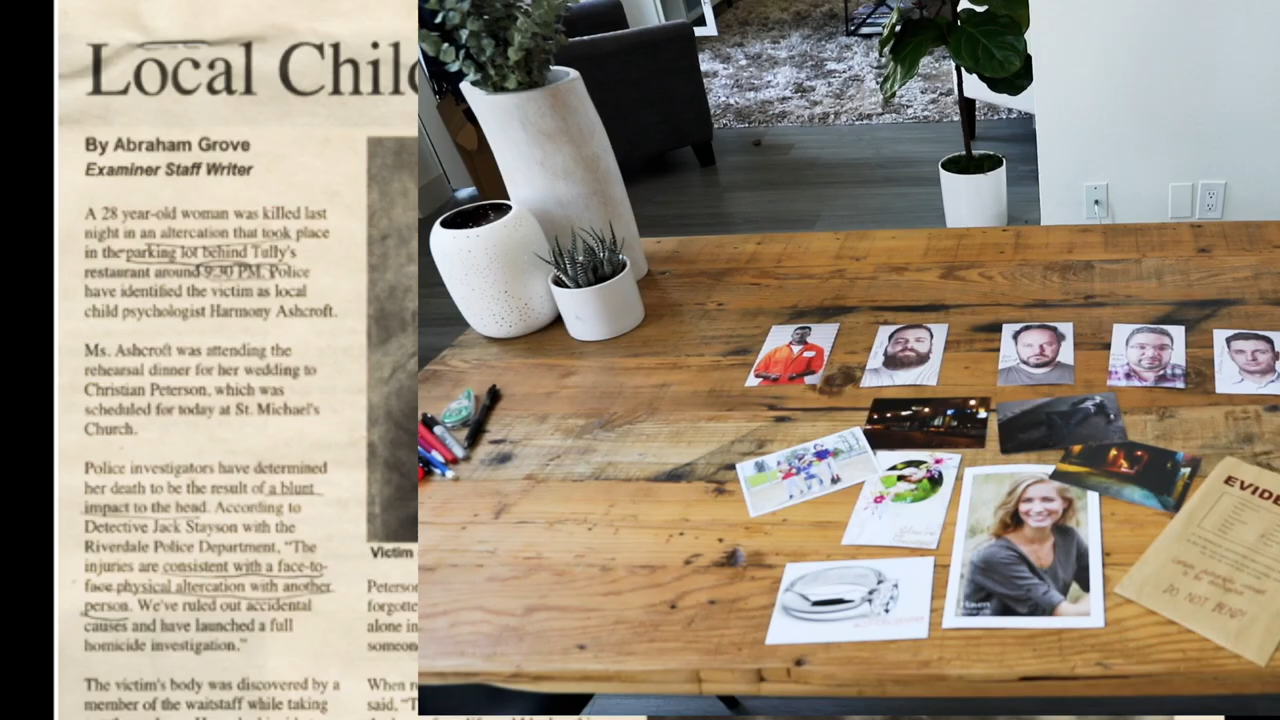 Local Chil
By Abraham Grove
Examiner Staff Writer
A 28 year-old woman was killed last
night in an altercation that took place
in the parking lot behind Tully's
restaurant around 9:30 PM. Police
have identified the victim as local
child psychologist Harmony Ashcroft.
Ms. Ashcroft was attending the
rehearsal dinner for her wedding to
Christian Peterson, which was
scheduled for today at St. Michael's
Church.
Police investigators have determined
her death to be the result of a blunt
impact to the head. According to
Detective Jack Stayson with the
Riverdale Police Department, “The
injuries are consistent with a face-to-
face physical altercation with another
person. We've ruled out accidental
causes and have launched a full
homicide investigation.”
The victim's body was discovered by a
member of the waitstaff while taking
Victim
Peterson
forgotte
alone in
someon
When
said, “T
EVIDE
DO NOT BEND!